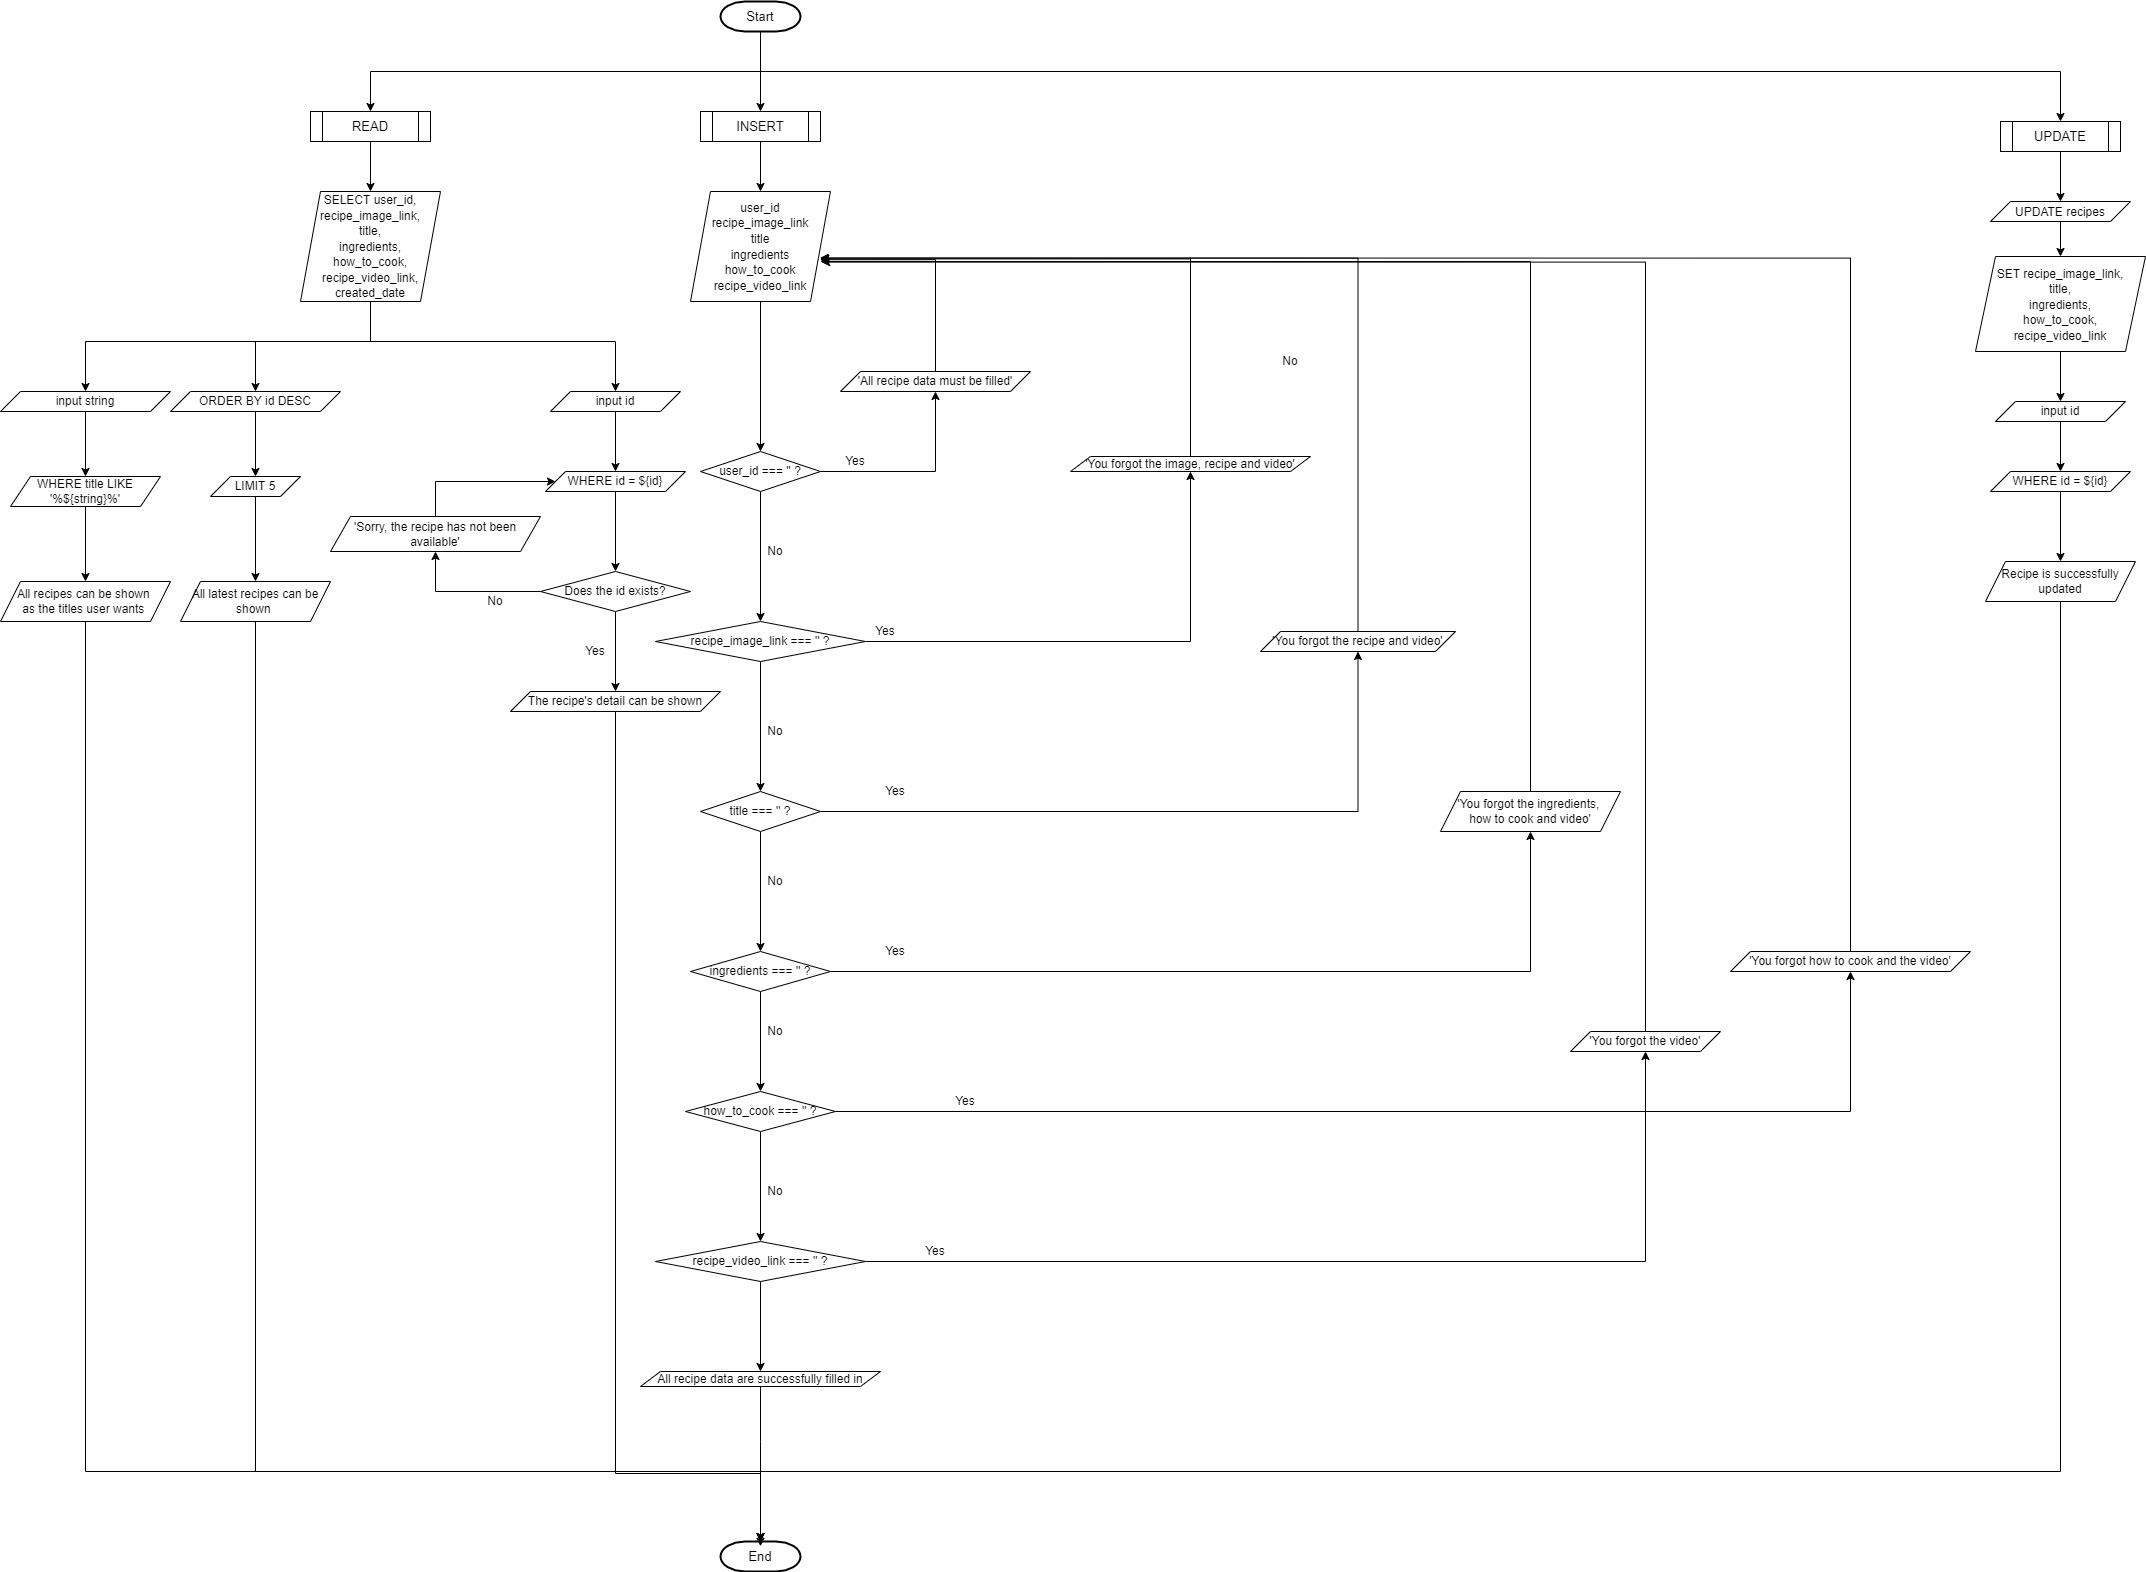 Start
READ
INSERT
UPDATE
SELECT user_id,
recipe_image_link,
title,
ingredients,
how_to_cook,
recipe_video_link,
created_date
user_id
recipe_image_link
title
ingredients
how_to_cook
recipe_video_link
UPDATE recipes
SET recipe_image_link,
title,
ingredients,
how_to_cook,
recipe_video_link
No
input string
ORDER BY id DESC
input id
'All recipe data must be filled'
input id
WHERE title LIKE
'%${string}%'
LIMIT 5
WHERE id = ${id}
user_id === '' ?
Yes
'You forgot the image, recipe and video'
WHERE id = ${id}
'Sorry, the recipe has not been
available'
No
All recipes can be shown
as the titles user wants
All latest recipes can be
shown
No
Does the id exists?
Recipe is successfully
updated
Yes
recipe_image_link === '' ?
Yes
'You forgot the recipe and video'
The recipe's detail can be shown
No
title === '' ?
Yes
'You forgot the ingredients,
how to cook and video'
No
ingredients === '' ?
Yes
'You forgot how to cook and the video'
No
'You forgot the video'
how_to_cook === '' ?
Yes
No
recipe_video_link === '' ?
Yes
All recipe data are successfully filled in
End